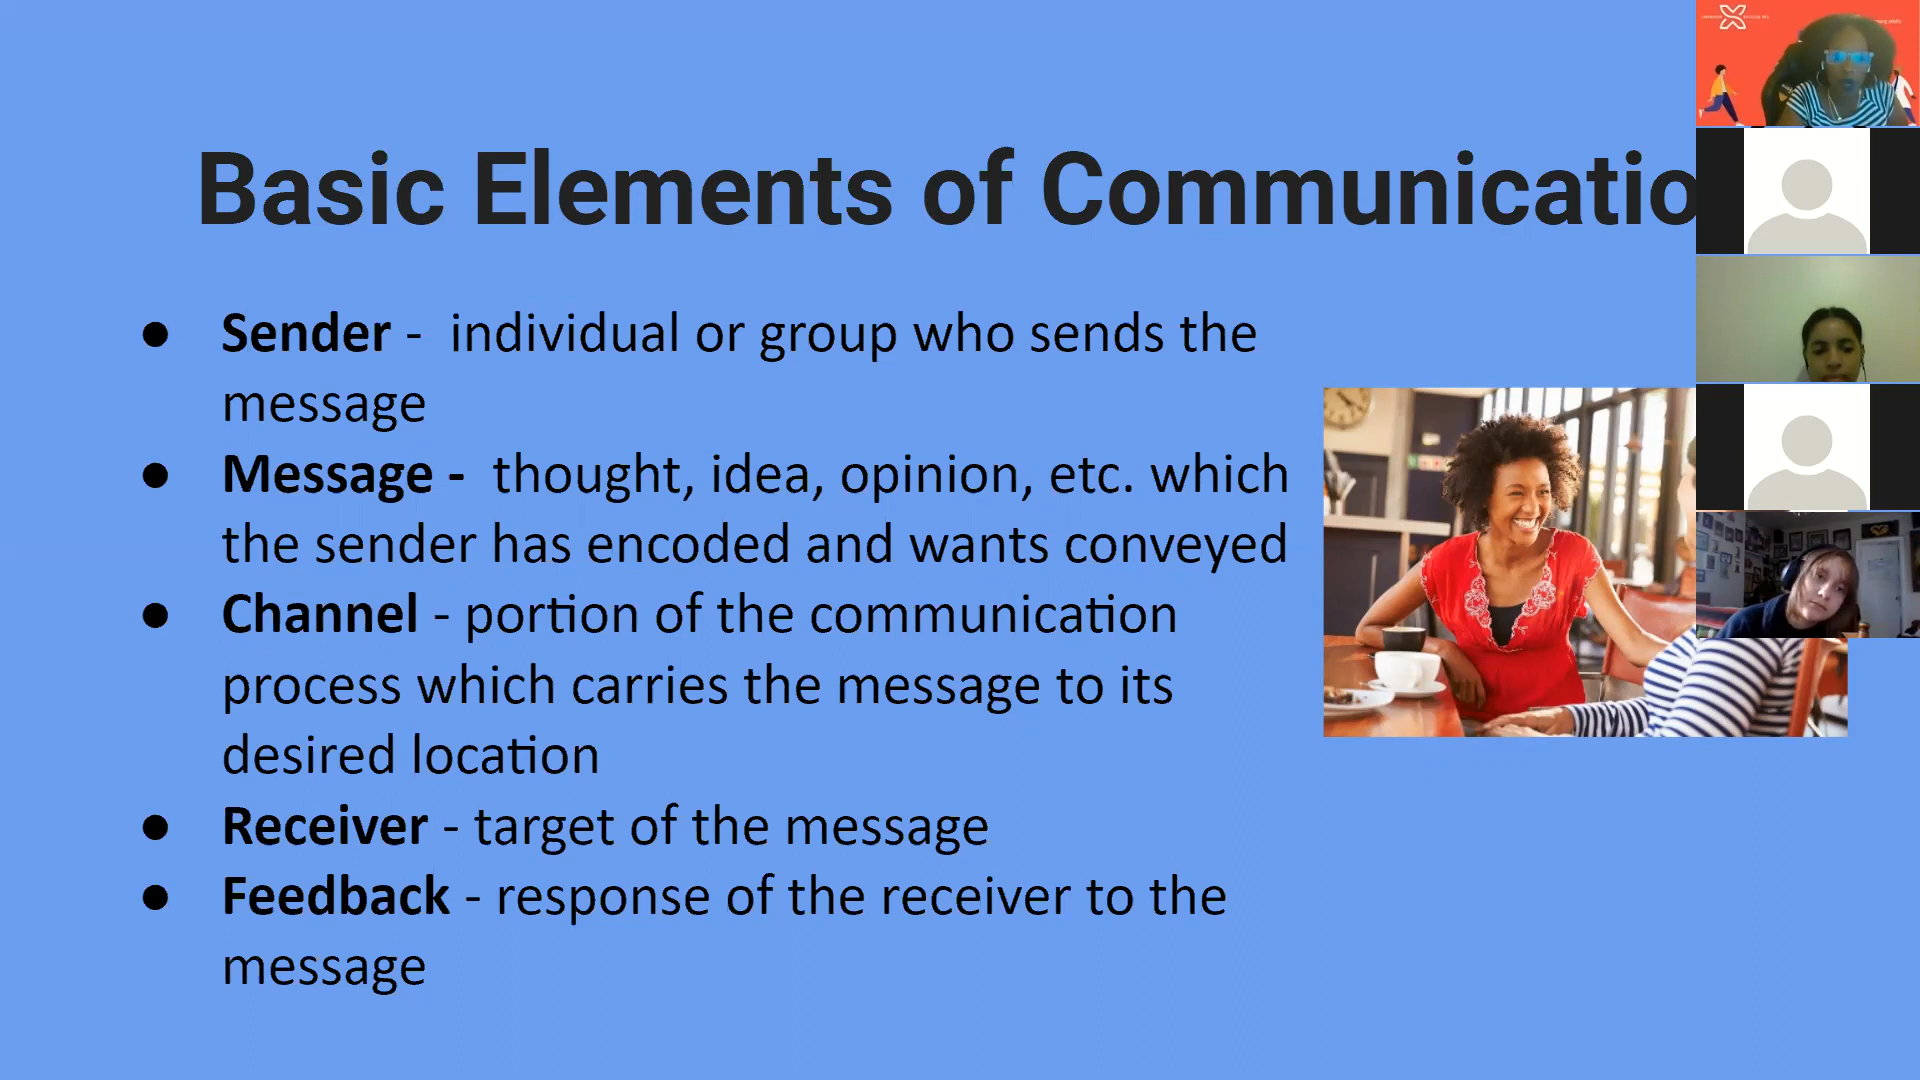 Basic Elements of Communicatio
● Sender - individual or group who sends the
message
● Message - thought, idea, opinion, etc. which
the sender has encoded and wants conveyed
● Channel - portion of the communication
process which carries the message to its
desired location
● Receiver - target of the message
● Feedback - response of the receiver to the
message